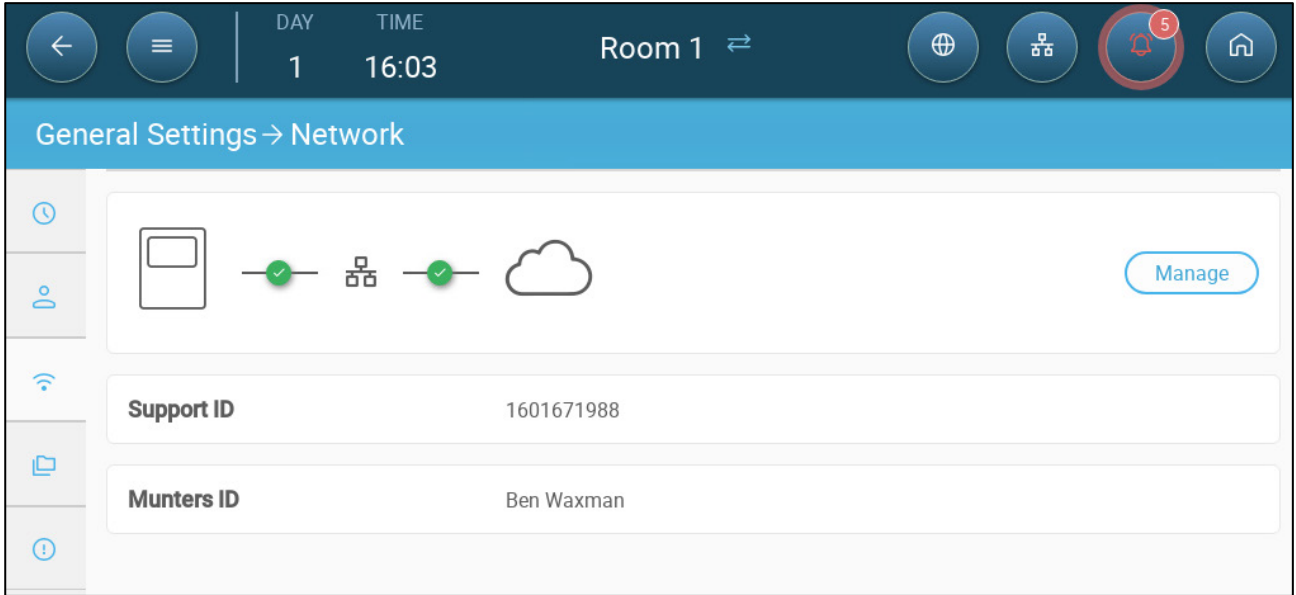 DAY TIME
1 16:03
Room 1
5
General Settings → Network
Manage
Support ID 1601671988
Munters ID Ben Waxman